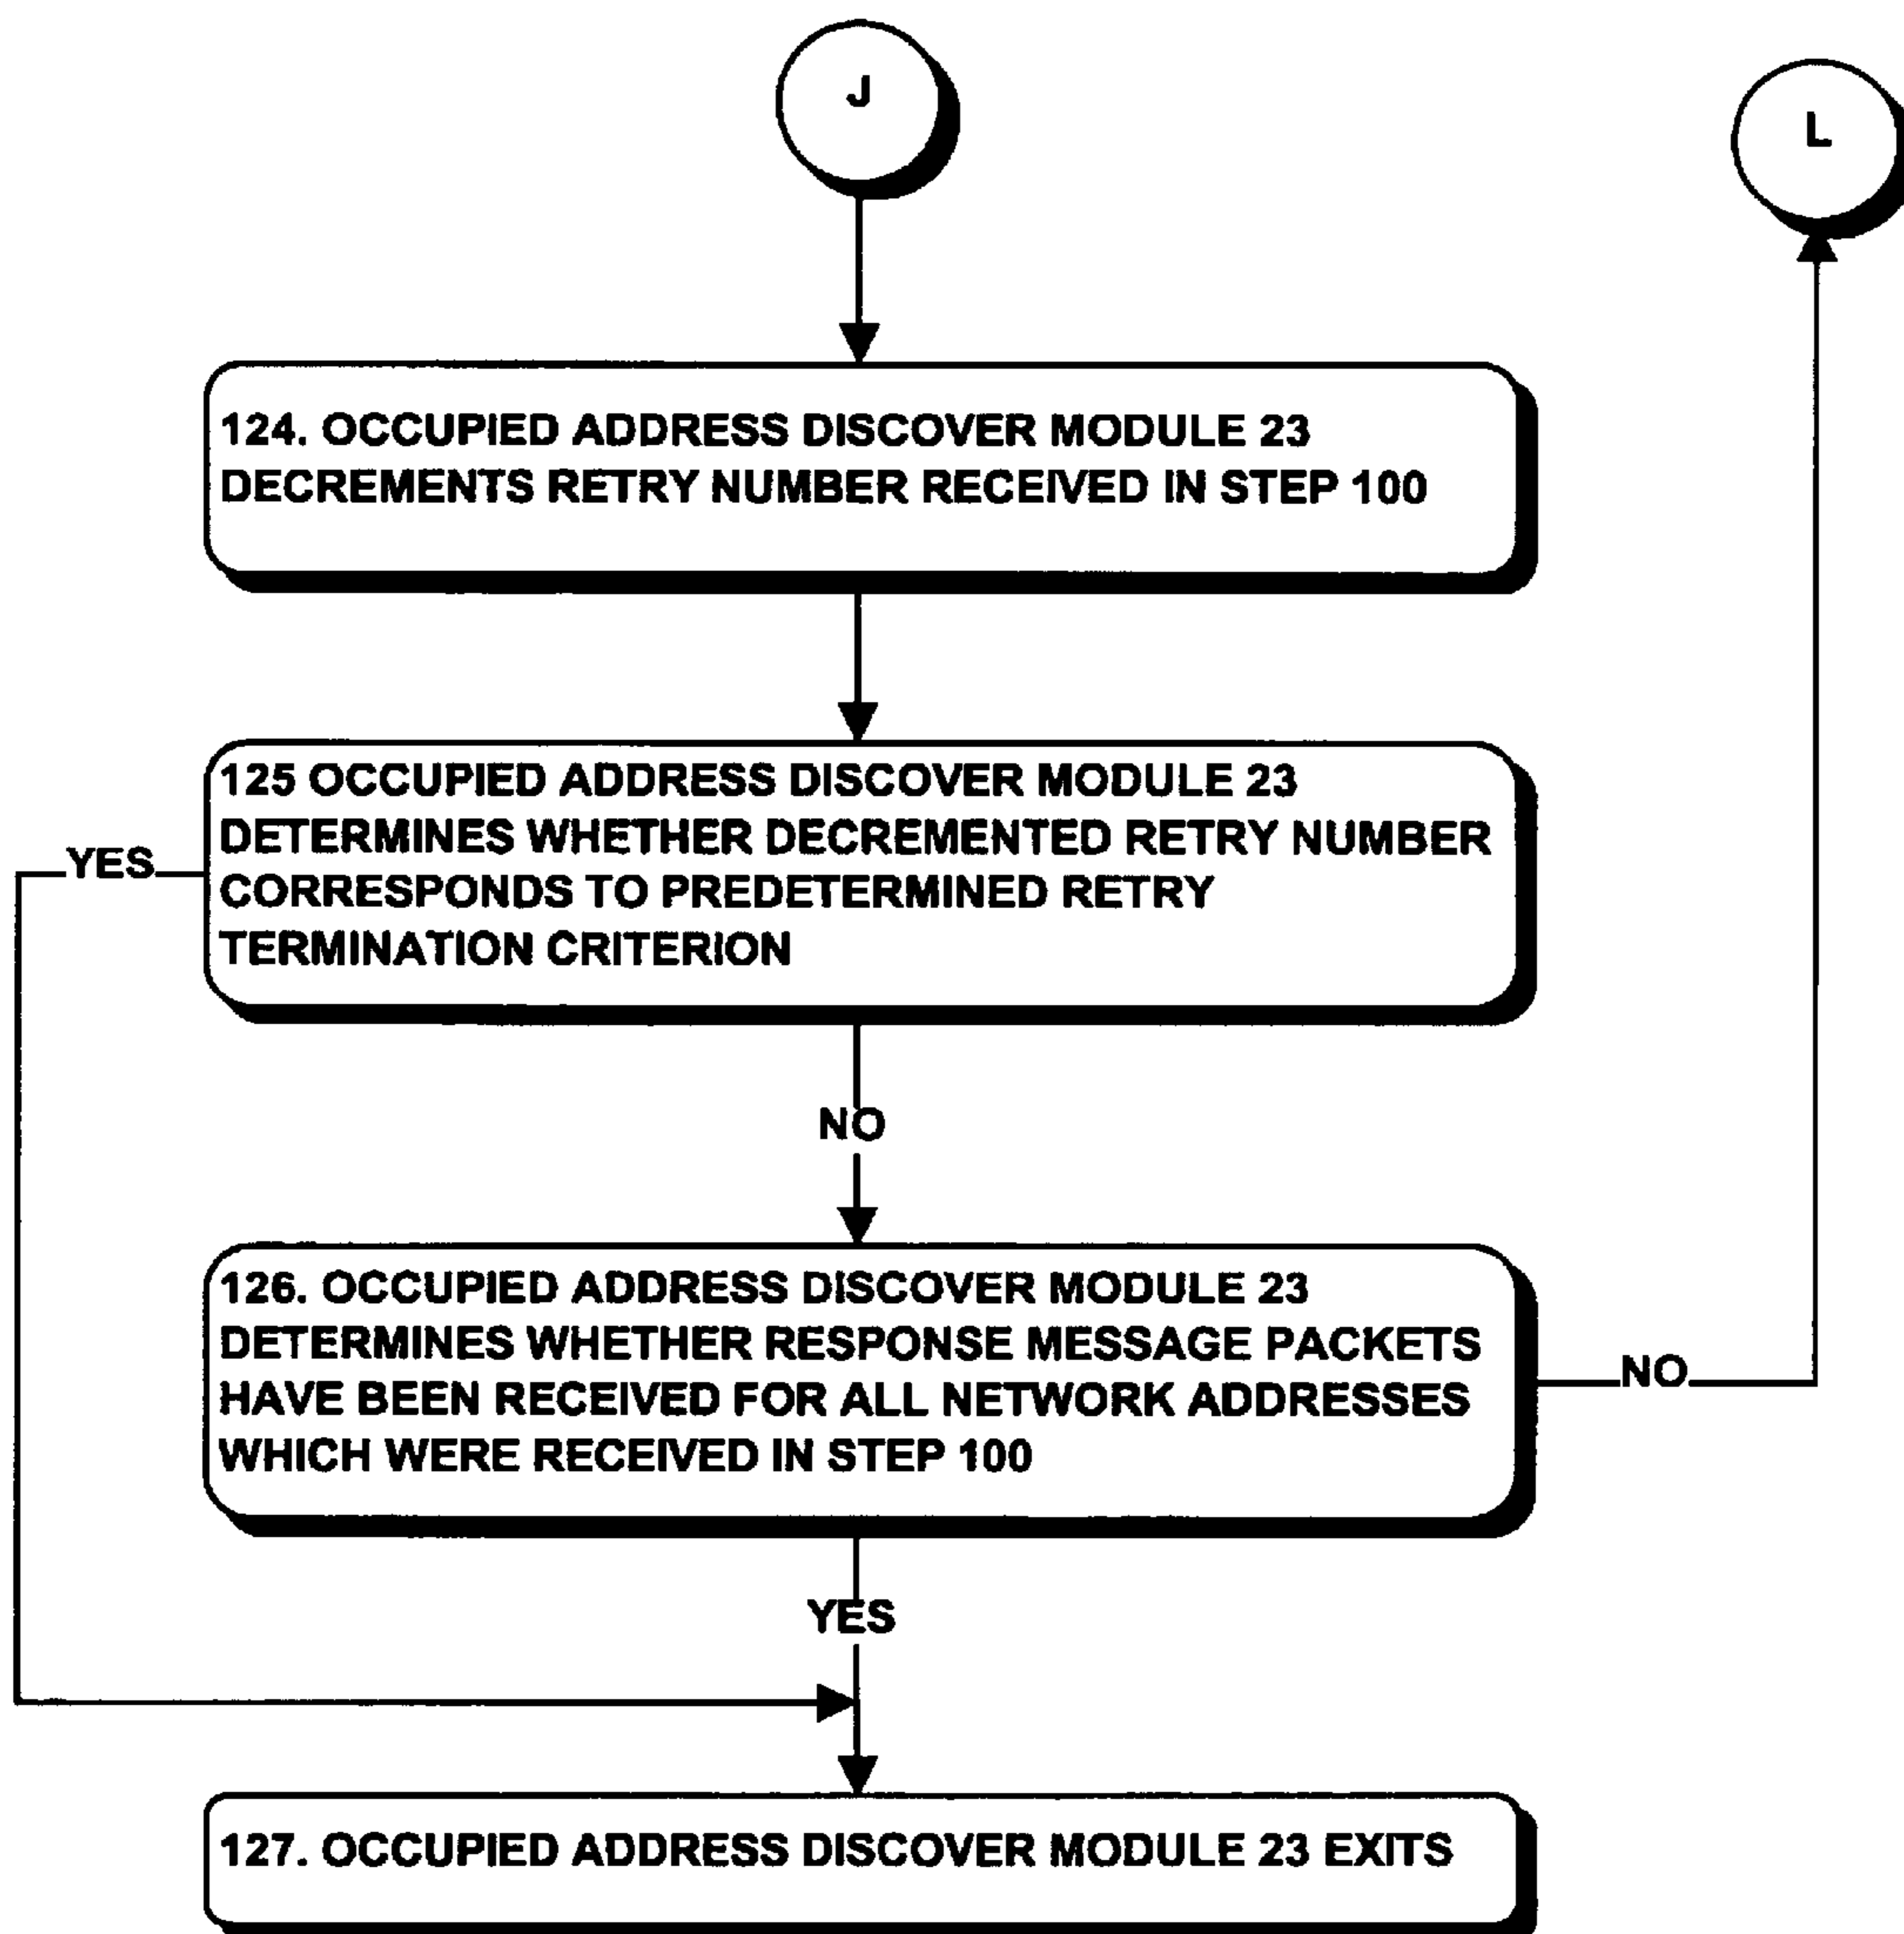 J
L
124. OCCUPIED ADDRESS DISCOVER MODULE 23
DECREMENTS RETRY NUMBER RECEIVED IN STEP 100
125 OCCUPIED ADDRESS DISCOVER MODULE 23
DETERMINES WHETHER DECREMENTED RETRY NUMBER
CORRESPONDS TO PREDETERMINED RETRY
TERMINATION CRITERION
YES
NO
126. OCCUPIED ADDRESS DISCOVER MODULE 23
DETERMINES WHETHER RESPONSE MESSAGE PACKETS
HAVE BEEN RECEIVED FOR ALL NETWORK ADDRESSES
WHICH WERE RECEIVED IN STEP 100
NO
YES
127. OCCUPIED ADDRESS DISCOVER MODULE 23 EXITS